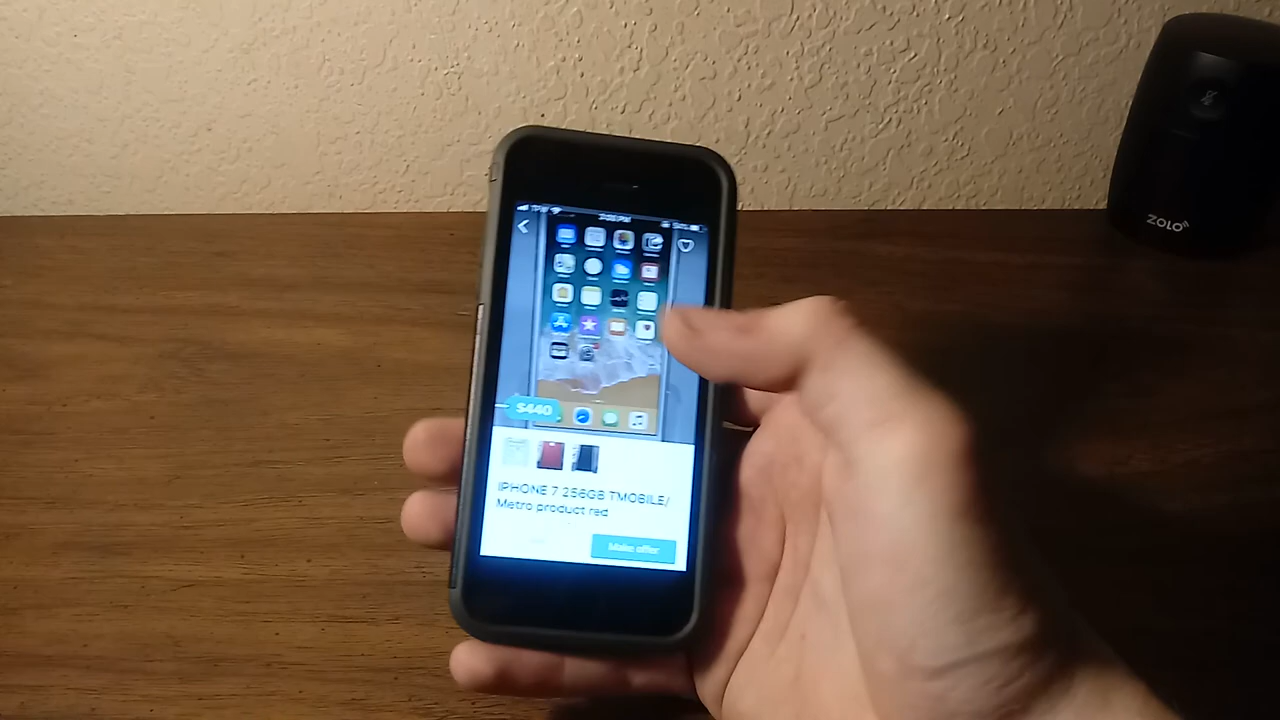 ZOLO
$440
IPHONE 7 256GB TMOBILE/
Metro product red
Make offer